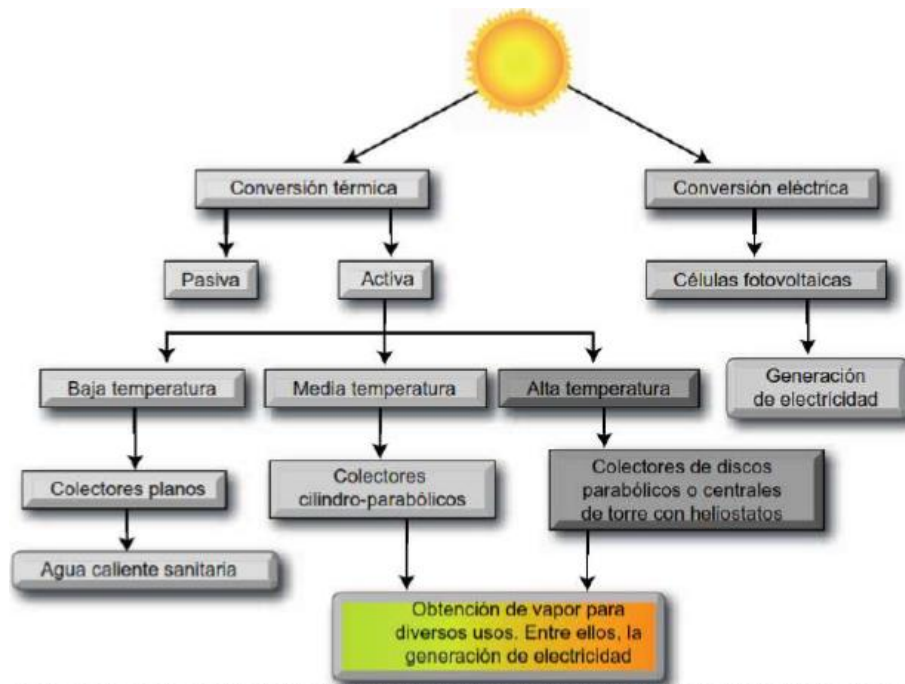 Conversión térmica
Conversión eléctrica
Pasiva
Activa
Células fotovoltaicas
Baja temperatura
Media temperatura
Alta temperatura
Generación
de electricidad
Colectores planos
Colectores
cilindro-parabólicos
Colectores de discos
parabólicos o centrales
de torre con heliostatos
Agua caliente sanitaria
Obtención de vapor para
diversos usos. Entre ellos, la
generación de electricidad